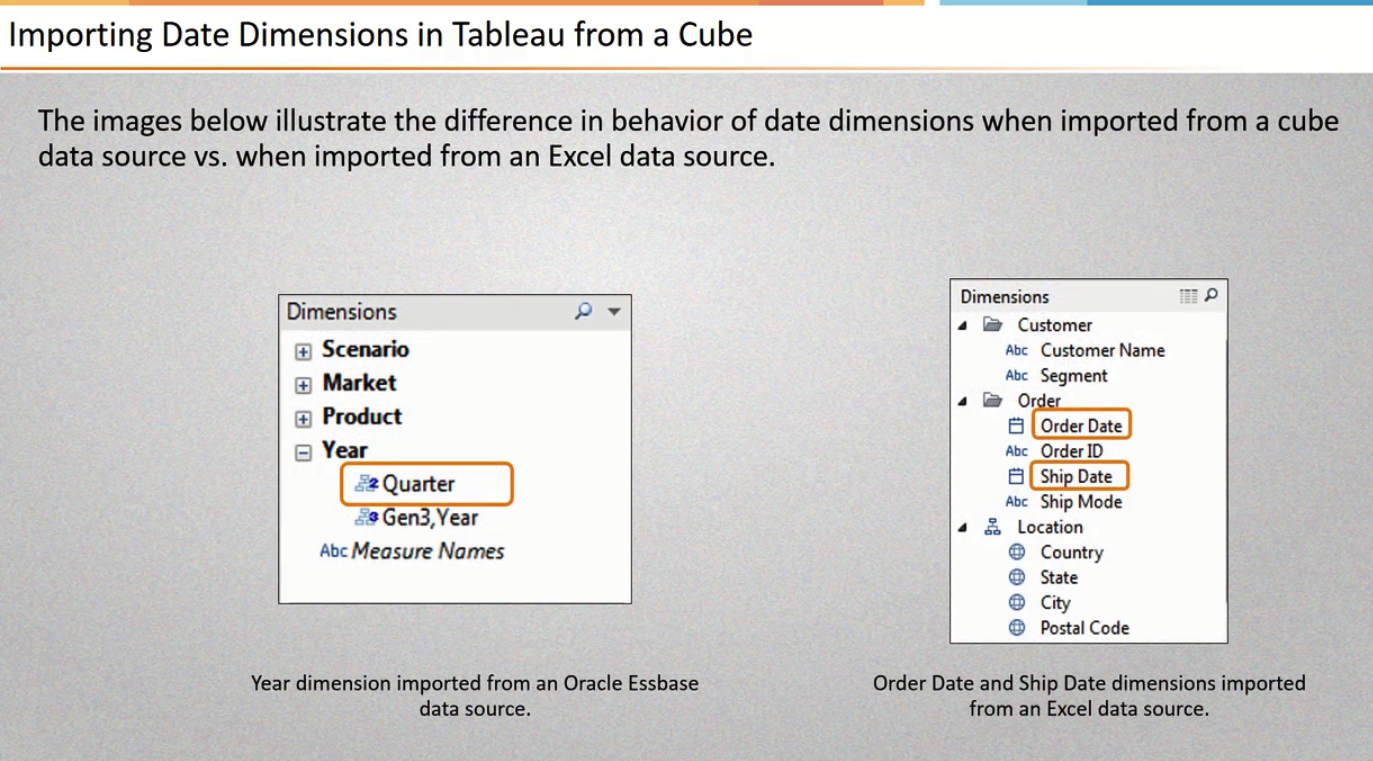 Importing Date Dimensions in Tableau from a Cube
The images below illustrate the difference in behavior of date dimensions when imported from a cube
data source vs. when imported from an Excel data source.
Dimensions
Scenario
Market
Product
Year
2 Quarter
3 Gen3,Year
Abc Measure Names
Year dimension imported from an Oracle Essbase
data source.
Dimensions
Customer
Abc Customer Name
Abc Segment
Order
Order Date
Abc Order ID
Ship Date
Abc Ship Mode
Location
Country
State
City
Postal Code
Order Date and Ship Date dimensions imported
from an Excel data source.